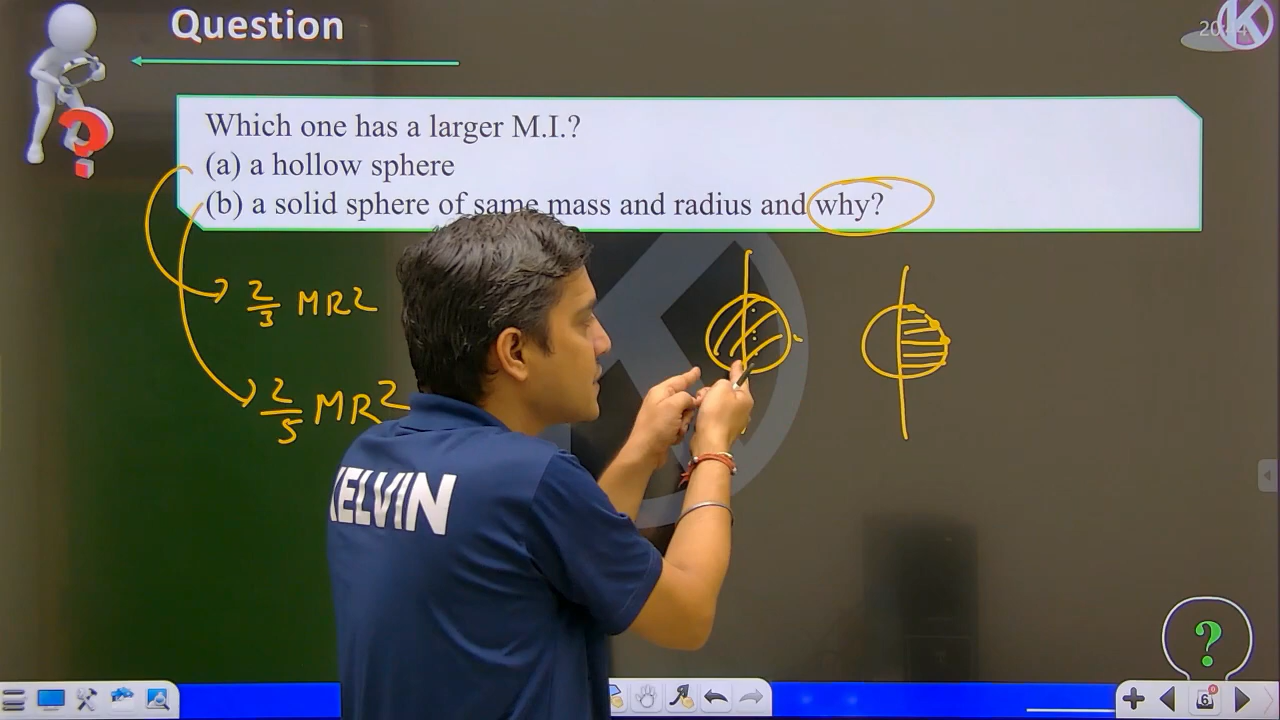 Question
Which one has a larger M.I.?
(a) a hollow sphere
(b) a solid sphere of same mass and radius and why?
2/3 MR2
2/5 MR2
KELVIN
?